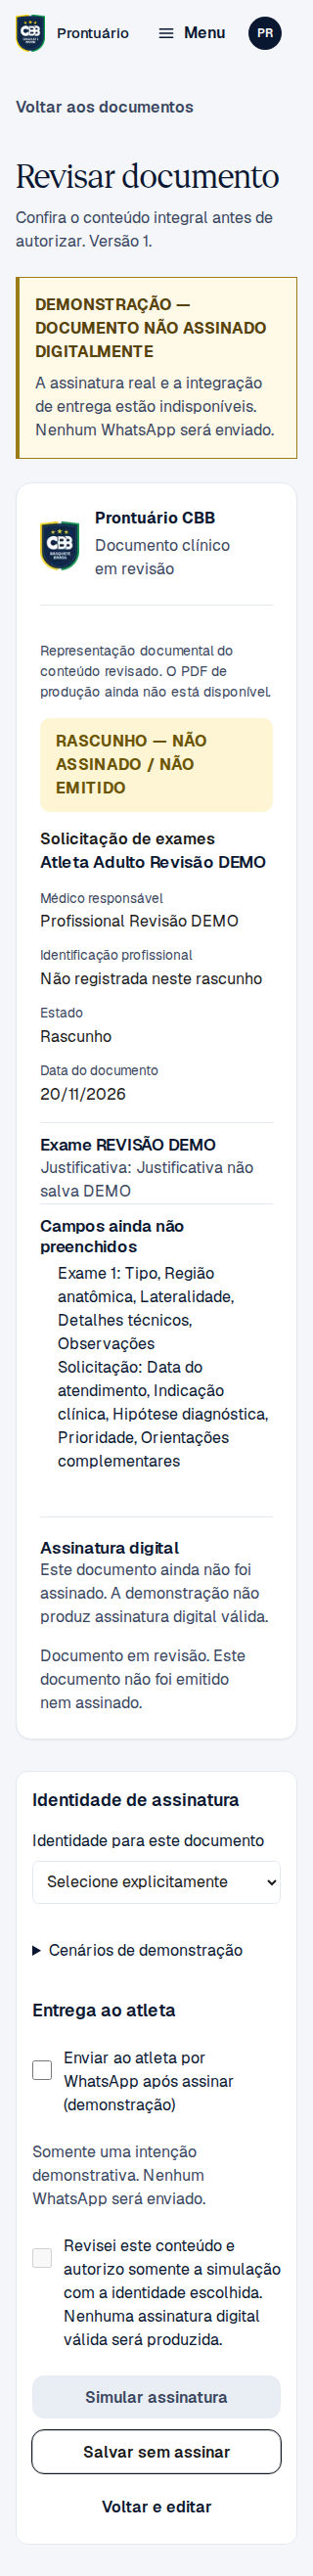 CBB
Prontuário
Menu
PR
Voltar aos documentos
Revisar documento
Confira o conteúdo integral antes de
autorizar. Versão 1.
DEMONSTRAÇÃO —
DOCUMENTO NÃO ASSINADO
DIGITALMENTE
A assinatura real e a integração
de entrega estão indisponíveis.
Nenhum WhatsApp será enviado.
CBB
BASQUETE
BRASIL
Prontuário CBB
Documento clínico
em revisão
Representação documental do
conteúdo revisado. O PDF de
produção ainda não está disponível.
RASCUNHO — NÃO
ASSINADO / NÃO
EMITIDO
Solicitação de exames
Atleta Adulto Revisão DEMO
Médico responsável
Profissional Revisão DEMO
Identificação profissional
Não registrada neste rascunho
Estado
Rascunho
Data do documento
20/11/2026
Exame REVISÃO DEMO
Justificativa: Justificativa não
salva DEMO
Campos ainda não
preenchidos
Exame 1: Tipo, Região
anatômica, Lateralidade,
Detalhes técnicos,
Observações
Solicitação: Data do
atendimento, Indicação
clínica, Hipótese diagnóstica,
Prioridade, Orientações
complementares
Assinatura digital
Este documento ainda não foi
assinado. A demonstração não
produz assinatura digital válida.
Documento em revisão. Este
documento não foi emitido
nem assinado.
Identidade de assinatura
Identidade para este documento
Selecione explicitamente
Cenários de demonstração
Entrega ao atleta
Enviar ao atleta por
WhatsApp após assinar
(demonstração)
Somente uma intenção
demonstrativa. Nenhum
WhatsApp será enviado.
Revisei este conteúdo e
autorizo somente a simulação
com a identidade escolhida.
Nenhuma assinatura digital
válida será produzida.
Simular assinatura
Salvar sem assinar
Voltar e editar